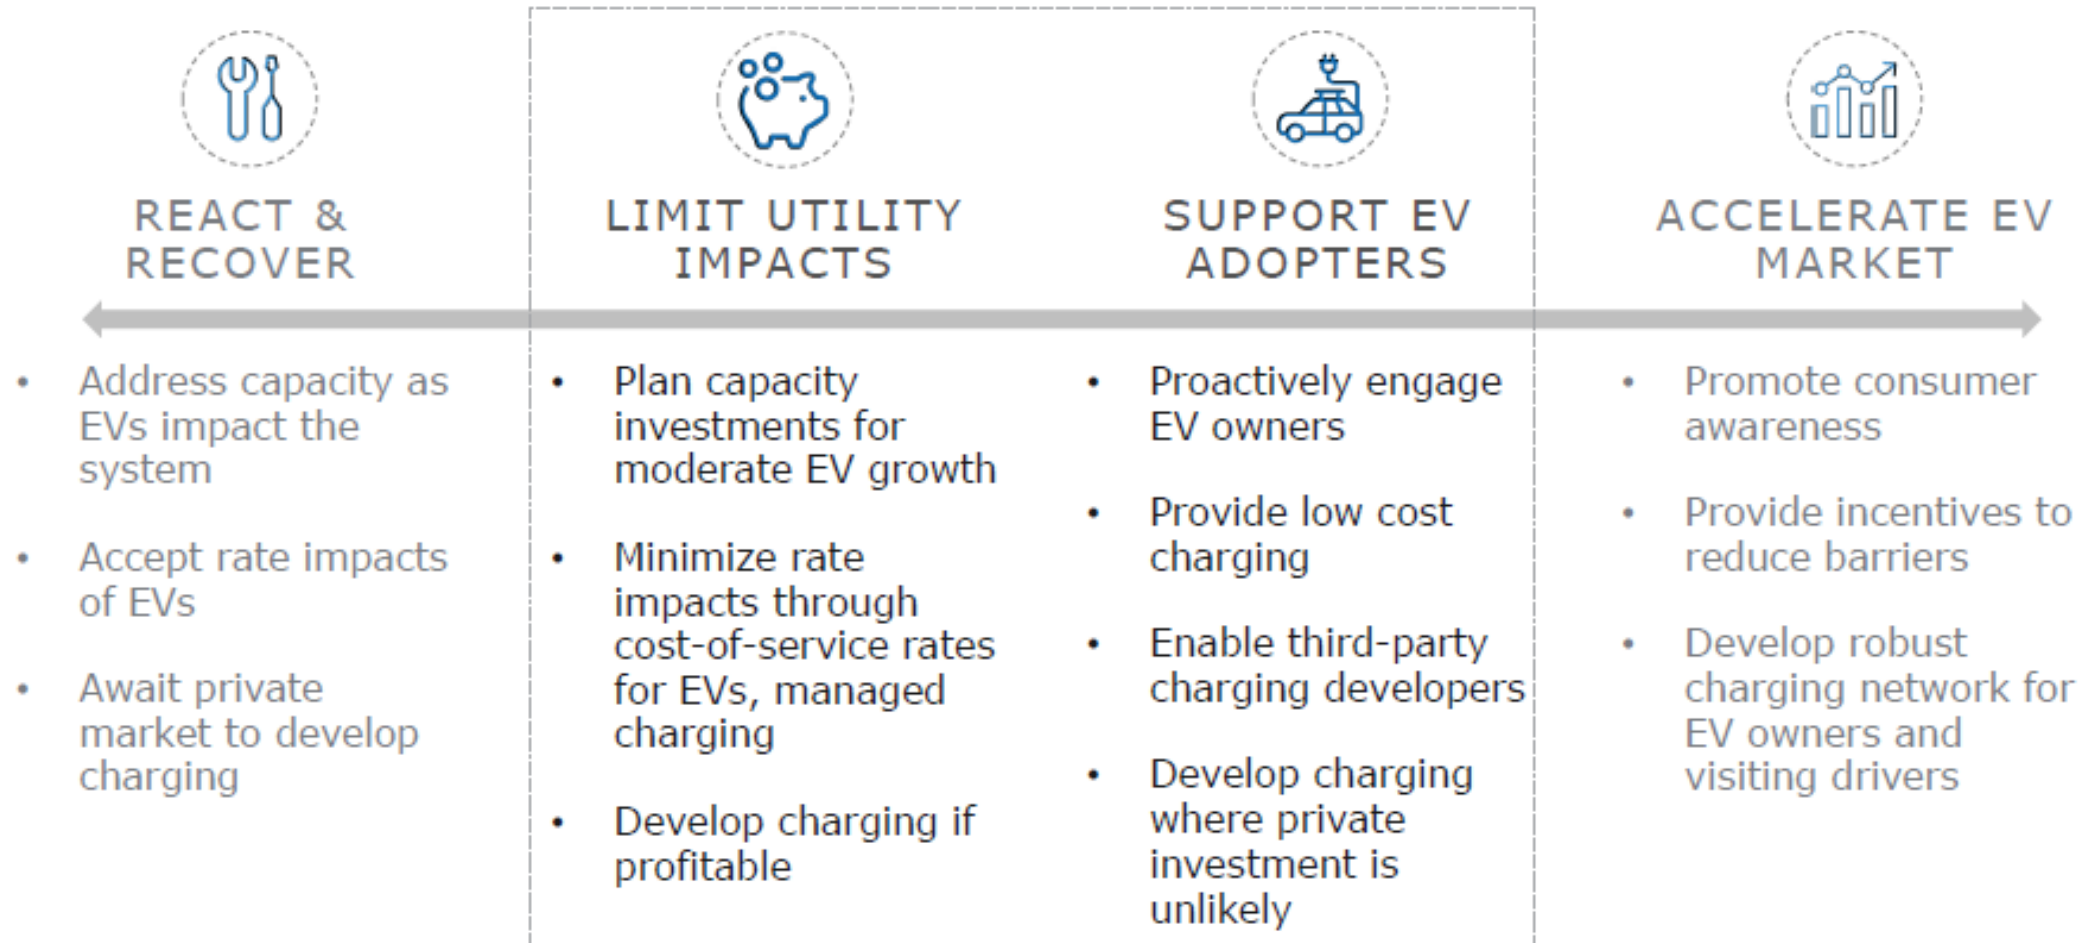 REACT &
RECOVER
LIMIT UTILITY
IMPACTS
SUPPORT EV
ADOPTERS
ACCELERATE EV
MARKET
• Address capacity as
EVs impact the
system
• Accept rate impacts
of EVs
• Await private
market to develop
charging
• Plan capacity
investments for
moderate EV growth
• Minimize rate
impacts through
cost-of-service rates
for EVs, managed
charging
• Develop charging if
profitable
• Proactively engage
EV owners
• Provide low cost
charging
• Enable third-party
charging developers
• Develop charging
where private
investment is
unlikely
• Promote consumer
awareness
• Provide incentives to
reduce barriers
• Develop robust
charging network for
EV owners and
visiting drivers